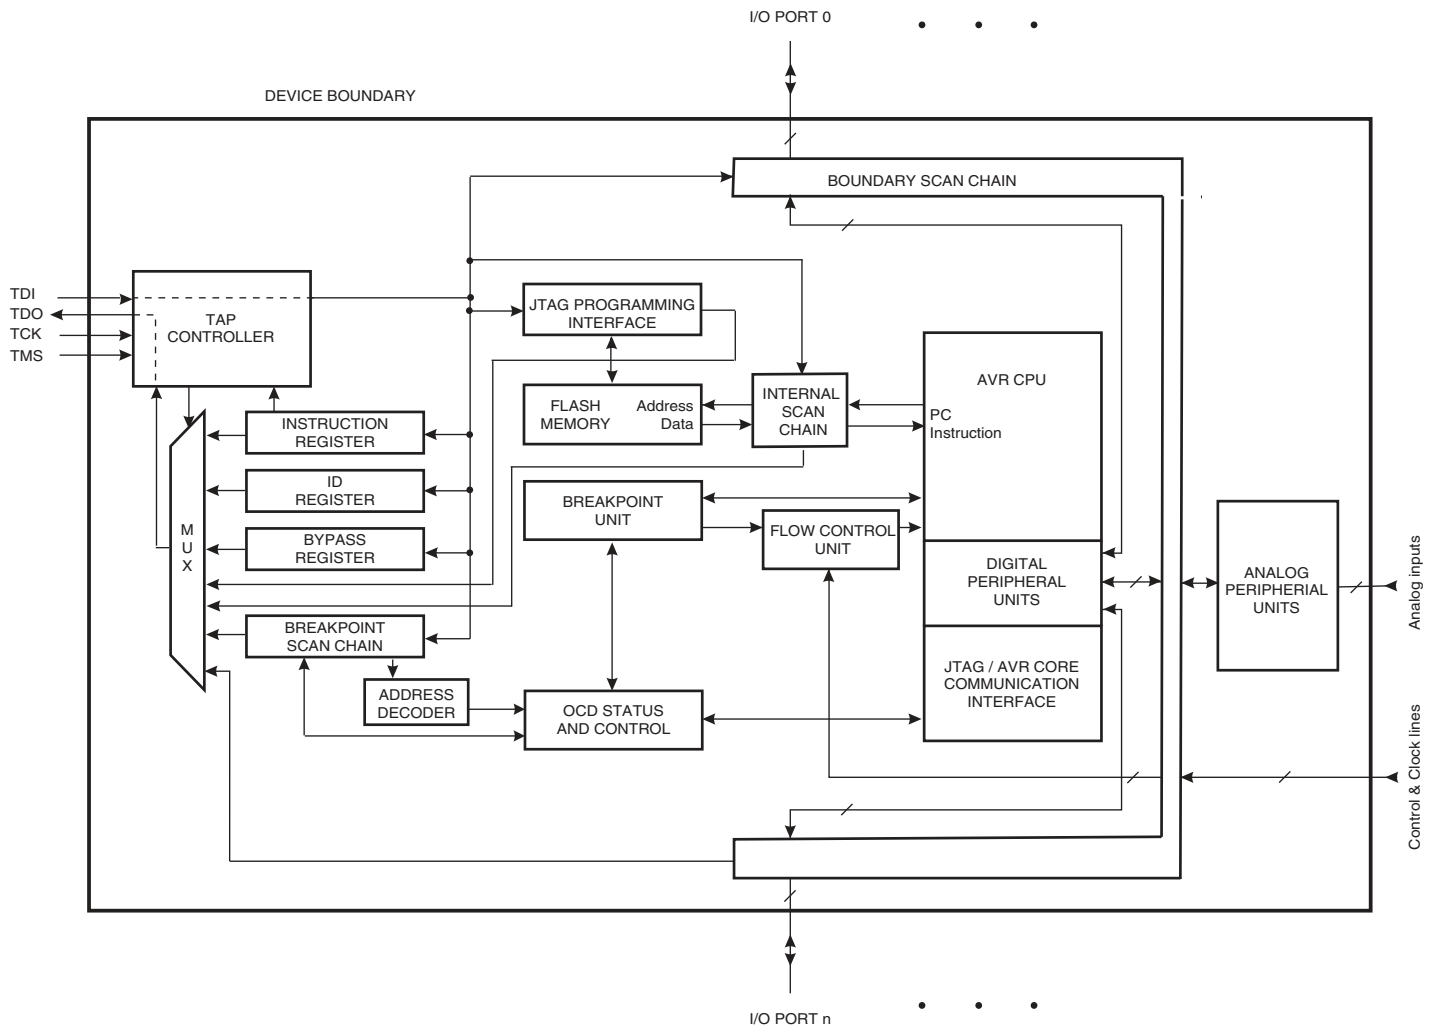 I/O PORT 0
DEVICE BOUNDARY
BOUNDARY SCAN CHAIN
TDI
TDO
TCK
TMS
TAP
CONTROLLER
JTAG PROGRAMMING
INTERFACE
AVR CPU
FLASH
MEMORY
Address
Data
INTERNAL
SCAN
CHAIN
PC
Instruction
INSTRUCTION
REGISTER
ID
REGISTER
M
U
X
BREAKPOINT
UNIT
FLOW CONTROL
UNIT
BYPASS
REGISTER
DIGITAL
PERIPHERAL
UNITS
ANALOG
PERIPHERIAL
UNITS
Analog inputs
BREAKPOINT
SCAN CHAIN
JTAG / AVR CORE
COMMUNICATION
INTERFACE
ADDRESS
DECODER
OCD STATUS
AND CONTROL
Control & Clock lines
I/O PORT n